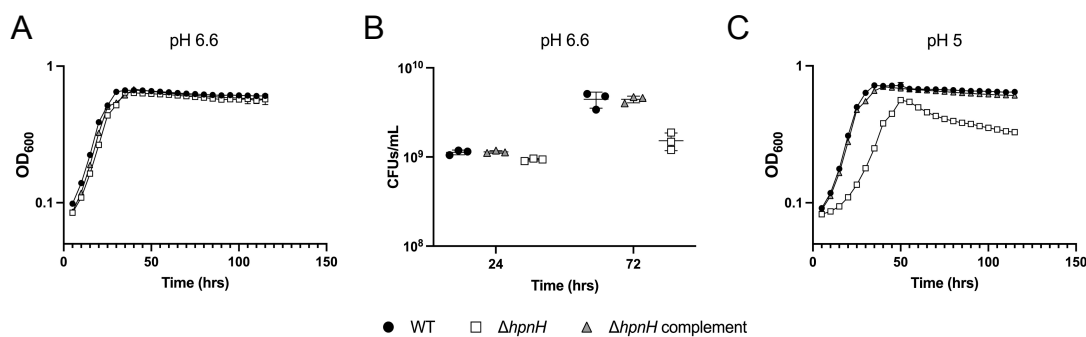 A
pH 6.6
OD600
1
0.1
0
50
100
150
Time (hrs)
B
pH 6.6
CFUs/mL
10^10
10^9
10^8
24
72
Time (hrs)
C
pH 5
OD600
1
0.1
0
50
100
150
Time (hrs)
WT
ΔhpnH
ΔhpnH complement